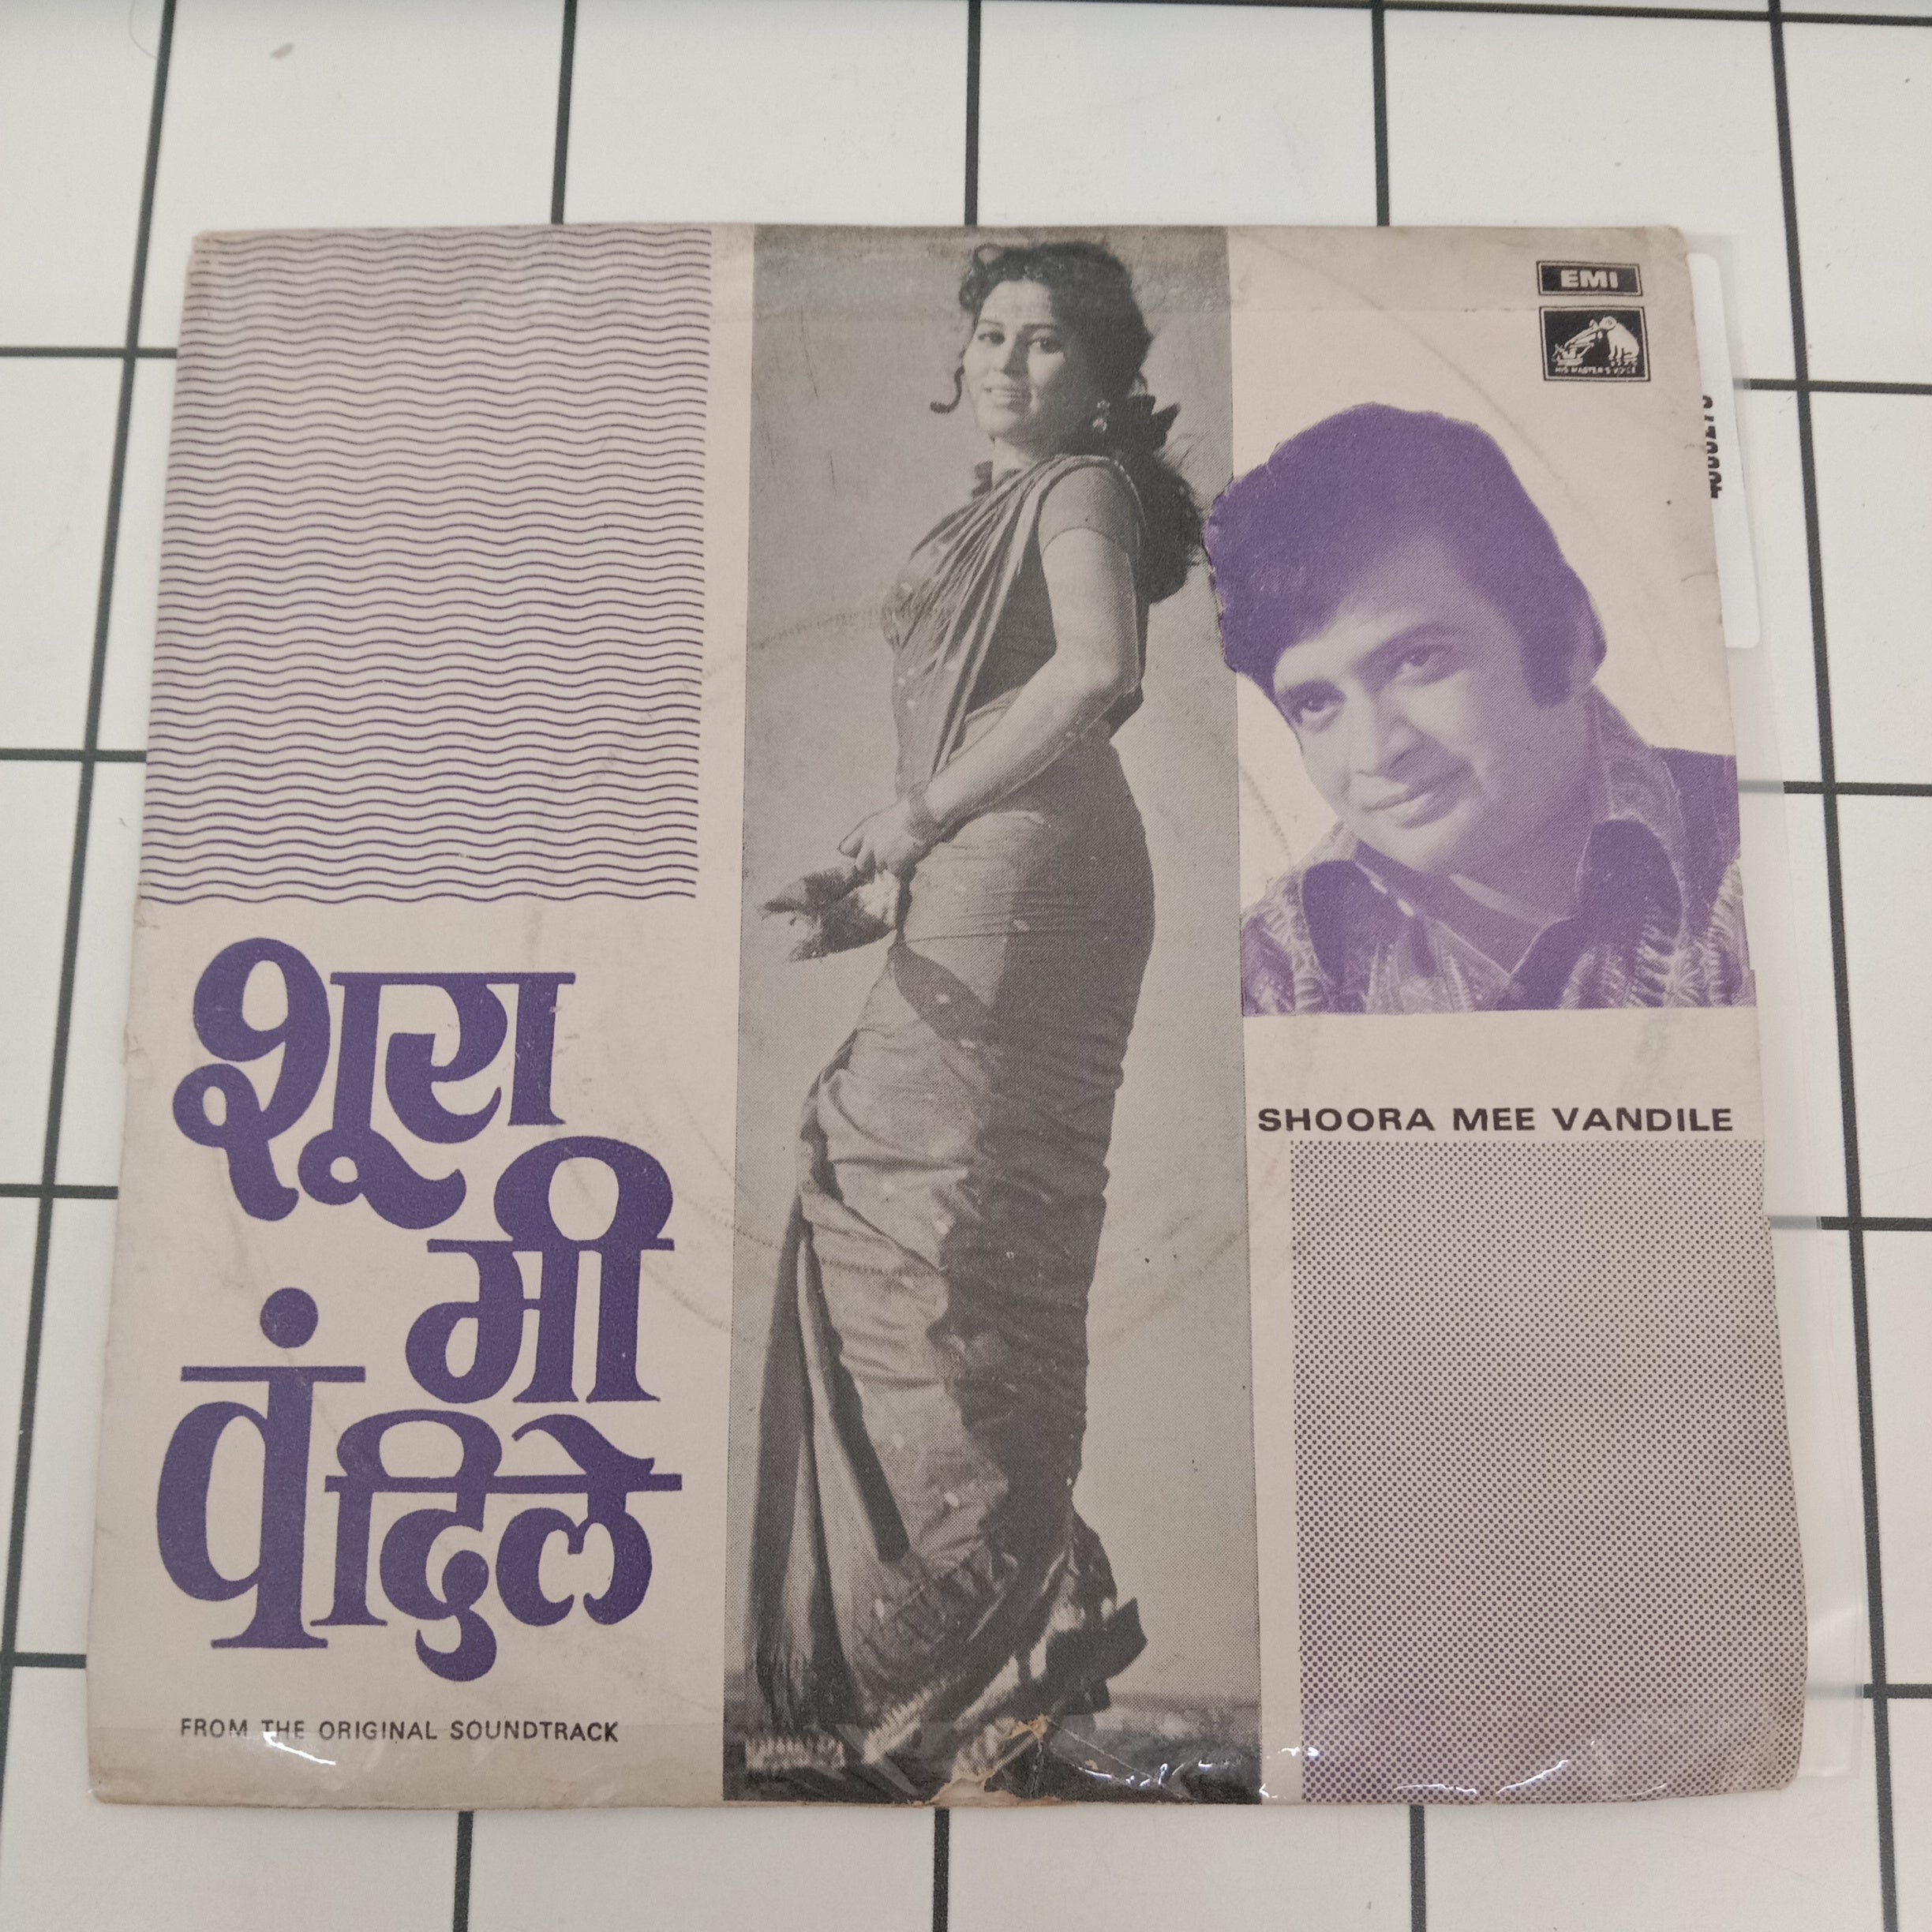 EMI
HIS MASTER'S VOICE
शूरा
मी
वंदिले
SHOORA MEE VANDILE
FROM THE ORIGINAL SOUNDTRACK